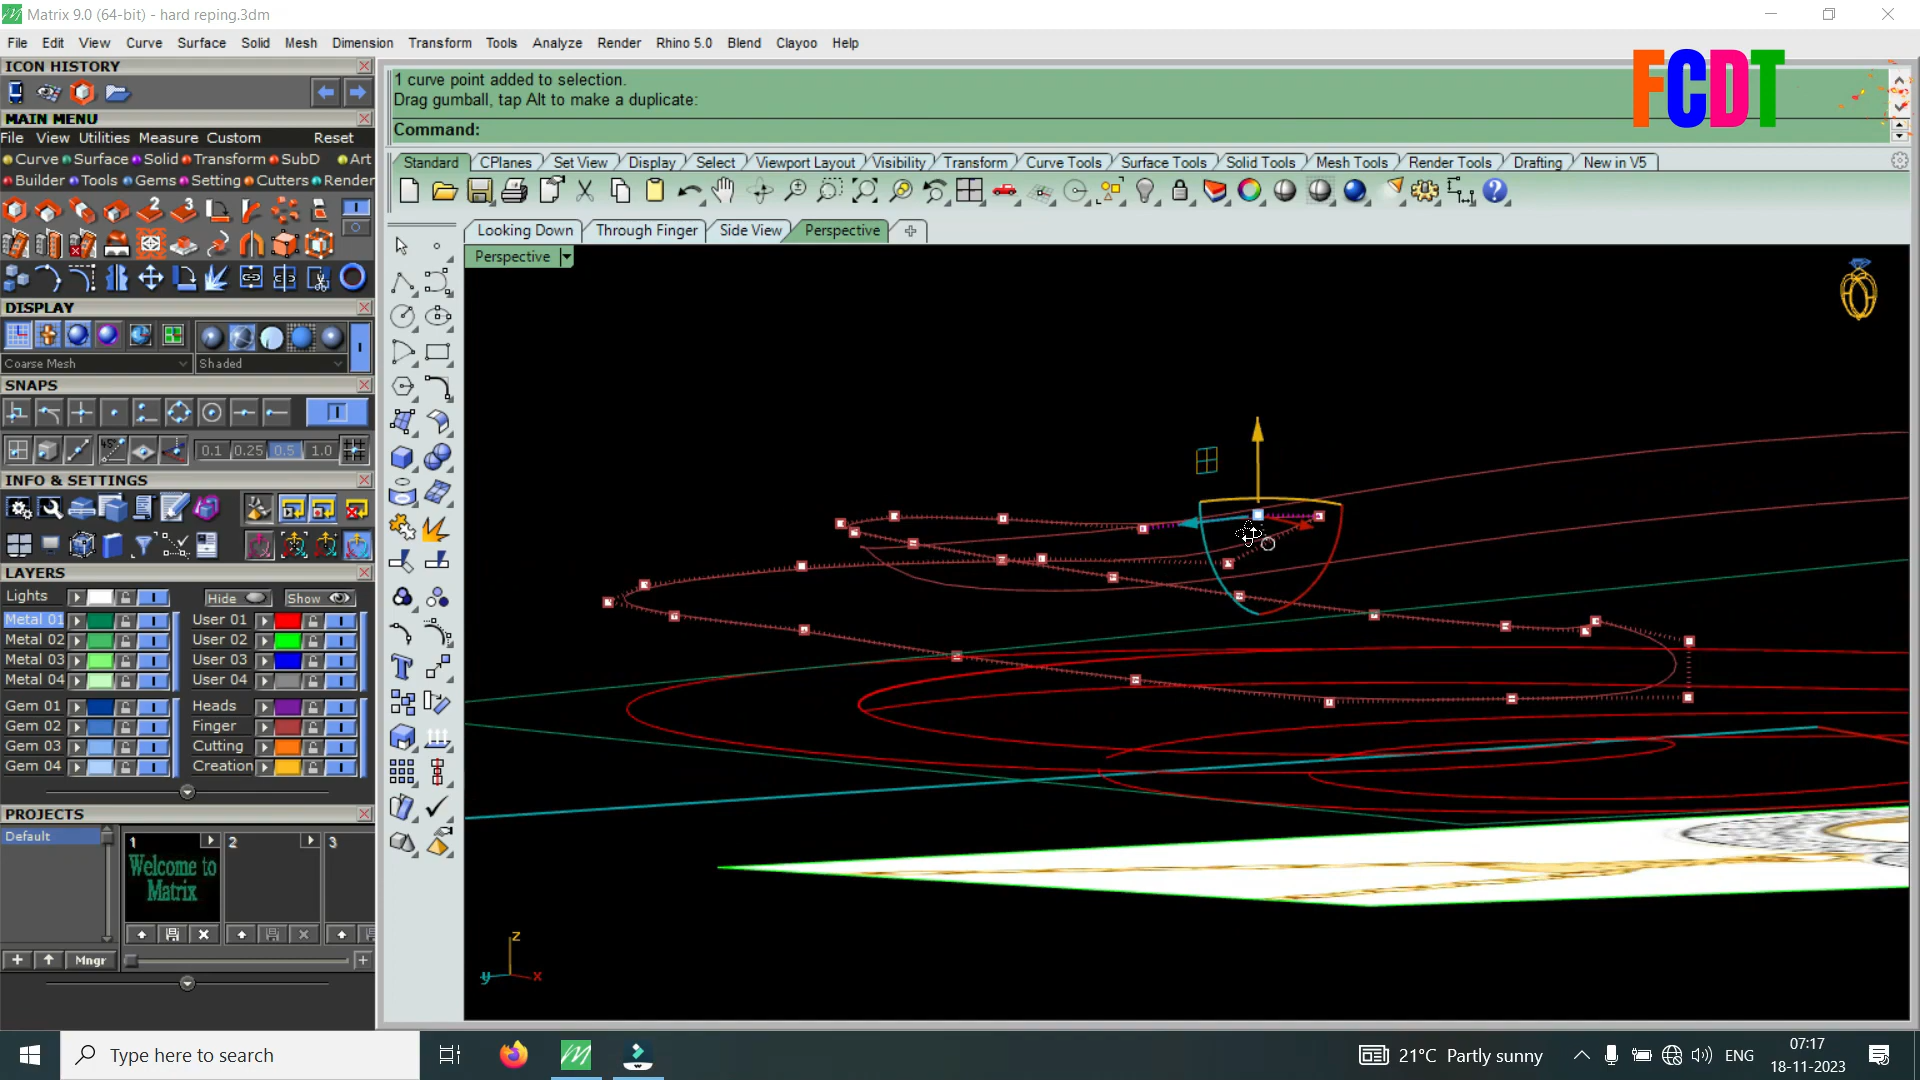 Matrix 9.0 (64-bit) - hard reping.3dm
File Edit View Curve Surface Solid Mesh Dimension Transform Tools Analyze Render Rhino 5.0 Blend Clayoo Help
FCDT
ICON HISTORY
1 curve point added to selection.
Drag gumball, tap Alt to make a duplicate:
Command:
MAIN MENU
File View Utilities Measure Custom Reset
Curve Surface Solid Transform SubD Art
Builder Tools Gems Setting Cutters Render
Standard CPlanes Set View Display Select Viewport Layout Visibility Transform Curve Tools Surface Tools Solid Tools Mesh Tools Render Tools Drafting New in V5
2 3
Looking Down Through Finger Side View Perspective
Perspective
DISPLAY
Coarse Mesh Shaded
SNAPS
0.1 0.25 0.5 1.0
INFO & SETTINGS
LAYERS
Lights Hide Show
Metal 01 User 01
Metal 02 User 02
Metal 03 User 03
Metal 04 User 04
Gem 01 Heads
Gem 02 Finger
Gem 03 Cutting
Gem 04 Creation
PROJECTS
Default
1 2 3
Welcome to
Matrix
Mngr
z
y x
Type here to search
21°C Partly sunny
ENG
07:17
18-11-2023